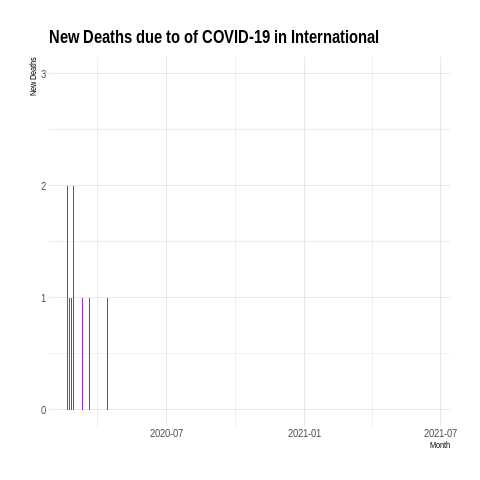 New Deaths due to of COVID-19 in International
New Deaths
3
2
1
0
2020-07
2021-01
2021-07
Month